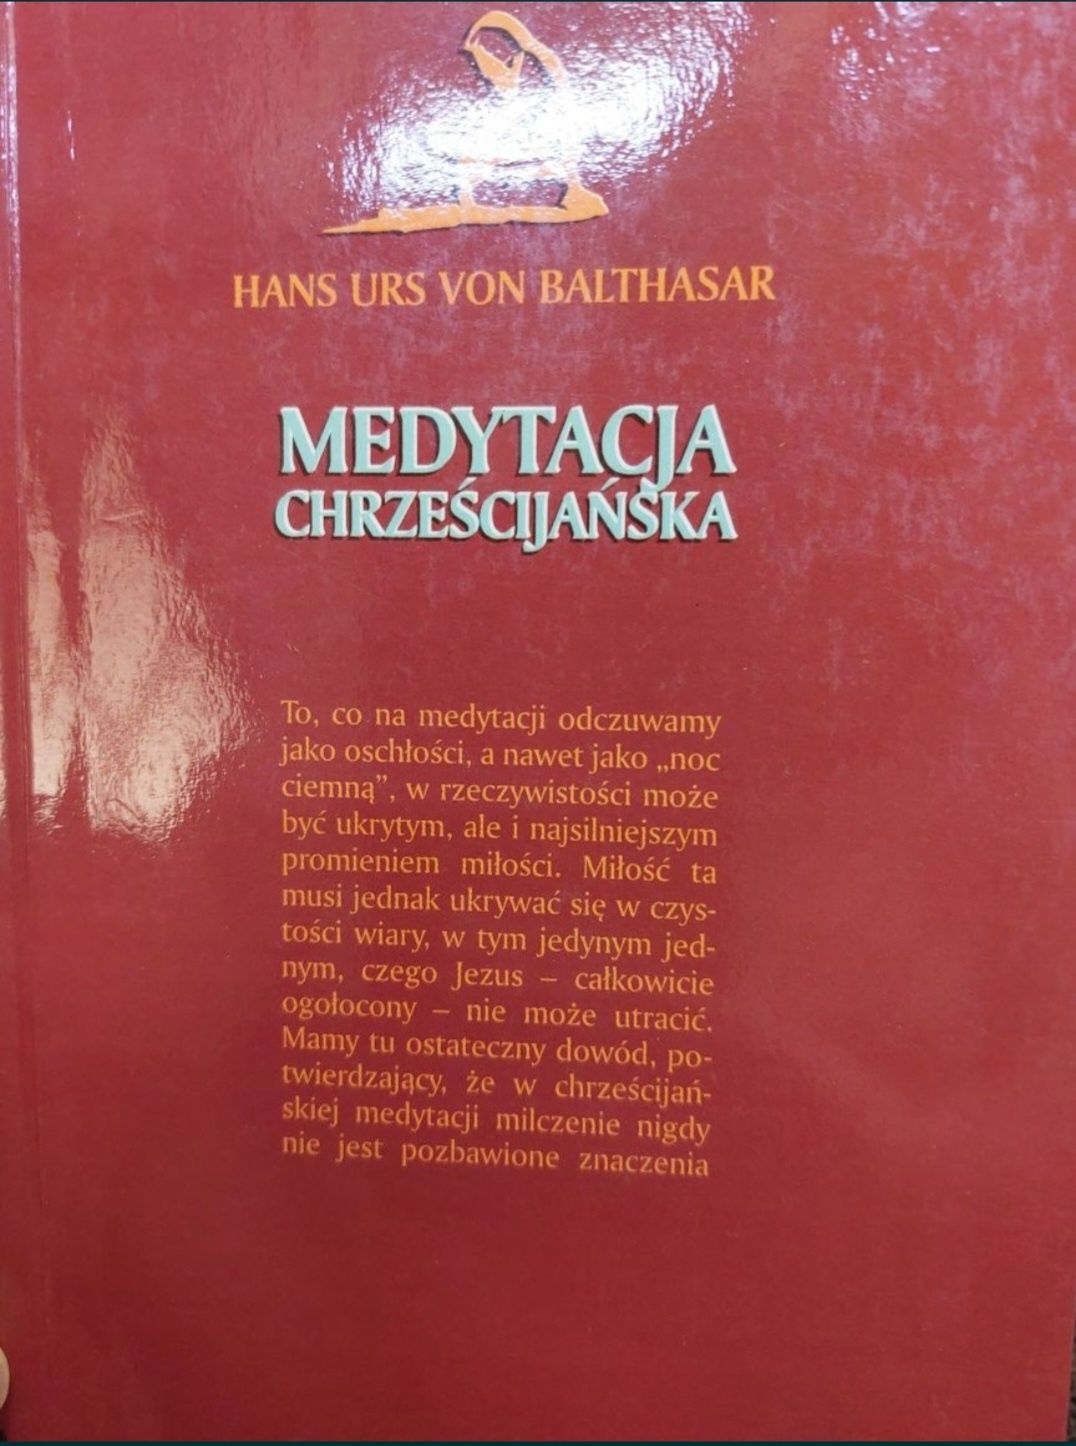 HANS URS VON BALTHASAR
MEDYTACJA
CHRZEŚCIJAŃSKA
To, co na medytacji odczuwamy
jako oschłości, a nawet jako „noc
ciemną”, w rzeczywistości może
być ukrytym, ale i najsilniejszym
promieniem miłości. Miłość ta
musi jednak ukrywać się w czys-
tości wiary, w tym jedynym jed-
nym, czego Jezus – całkowicie
ogołocony – nie może utracić.
Mamy tu ostateczny dowód, po-
twierdzający, że w chrześcijań-
skiej medytacji milczenie nigdy
nie jest pozbawione znaczenia